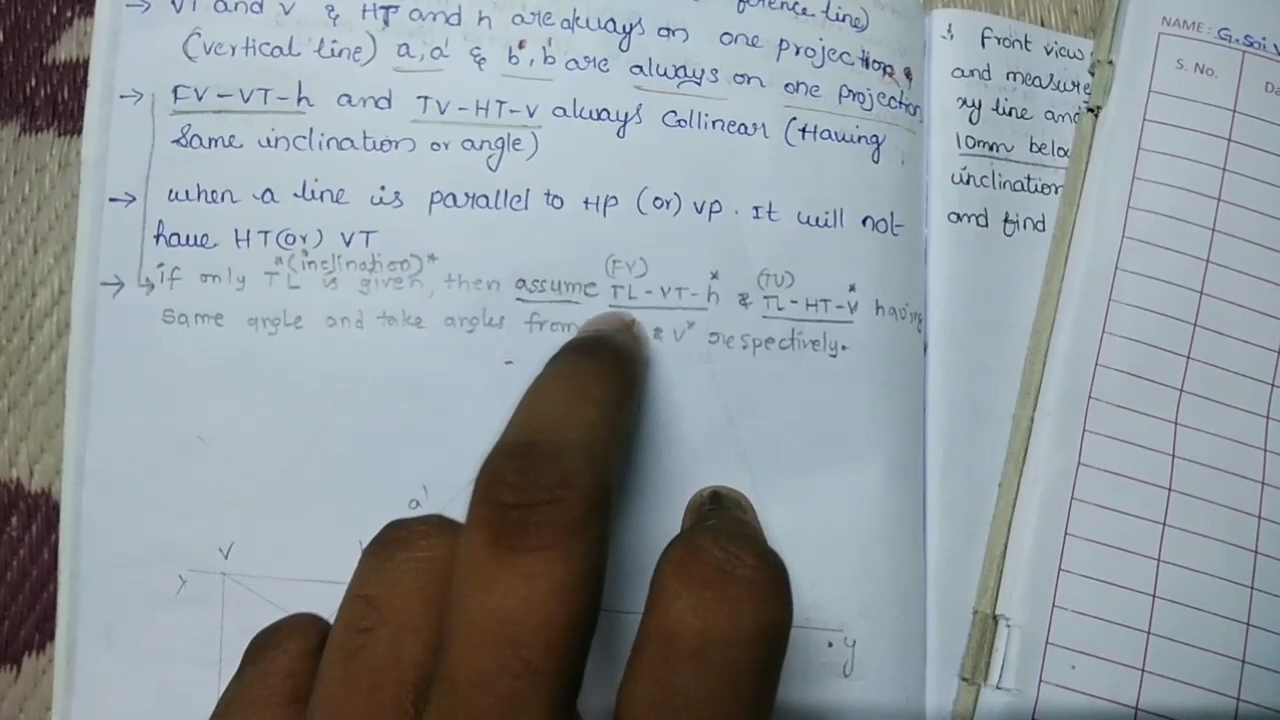 → VT and v & HT and h are always on one projection
(vertical line) a, a' & b', b are always on one projection
→ FV-VT-h and TV-HT-V always Collinear (Having
same inclination or angle)
→ when a line is parallel to HP (or) VP. It will not
have HT (or) VT
*(inclination)* (FV) * (TV) *
→ if only TL is given, then assume TL-VT-h & TL-HT-V having
same angle and take angles from & V* respectively.
a'
V
X
y
front view
and measure
xy line and
10mm
inclination
and find
NAME: G. Sai
S. No.